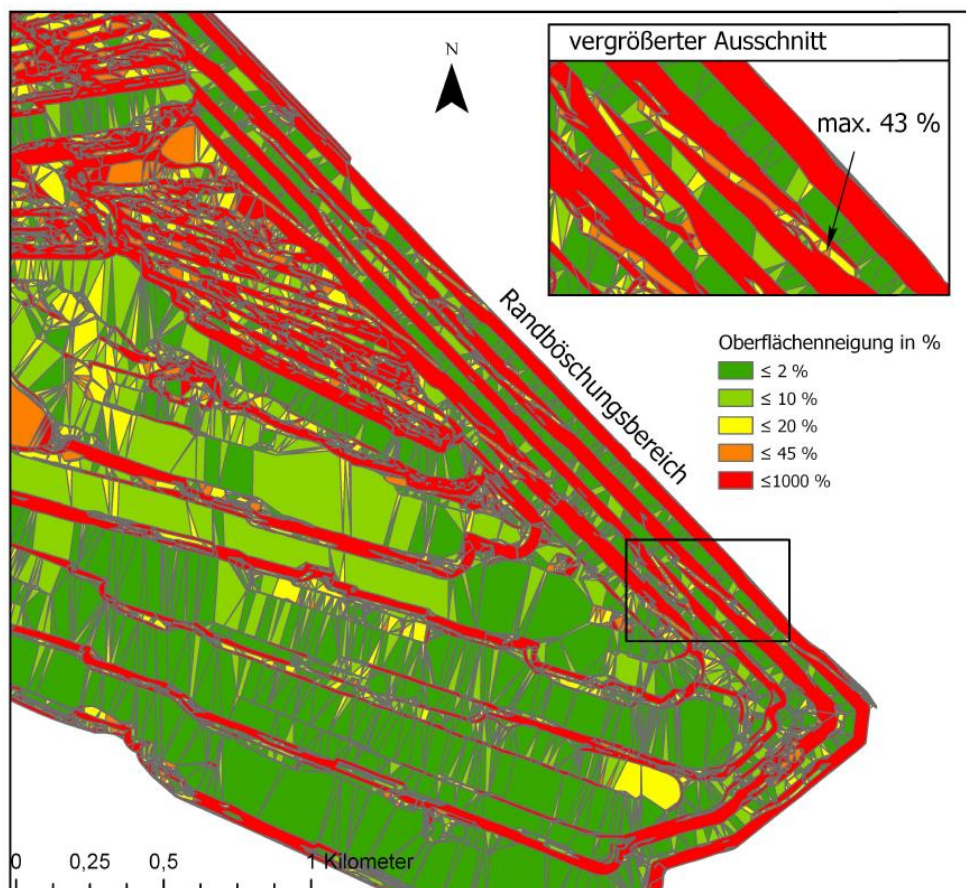 vergrößerter Ausschnitt
N
max. 43 %
Randböschungsbereich
Oberflächenneigung in %
≤ 2 %
≤ 10 %
≤ 20 %
≤ 45 %
≤1000 %
0 0,25 0,5 1 Kilometer